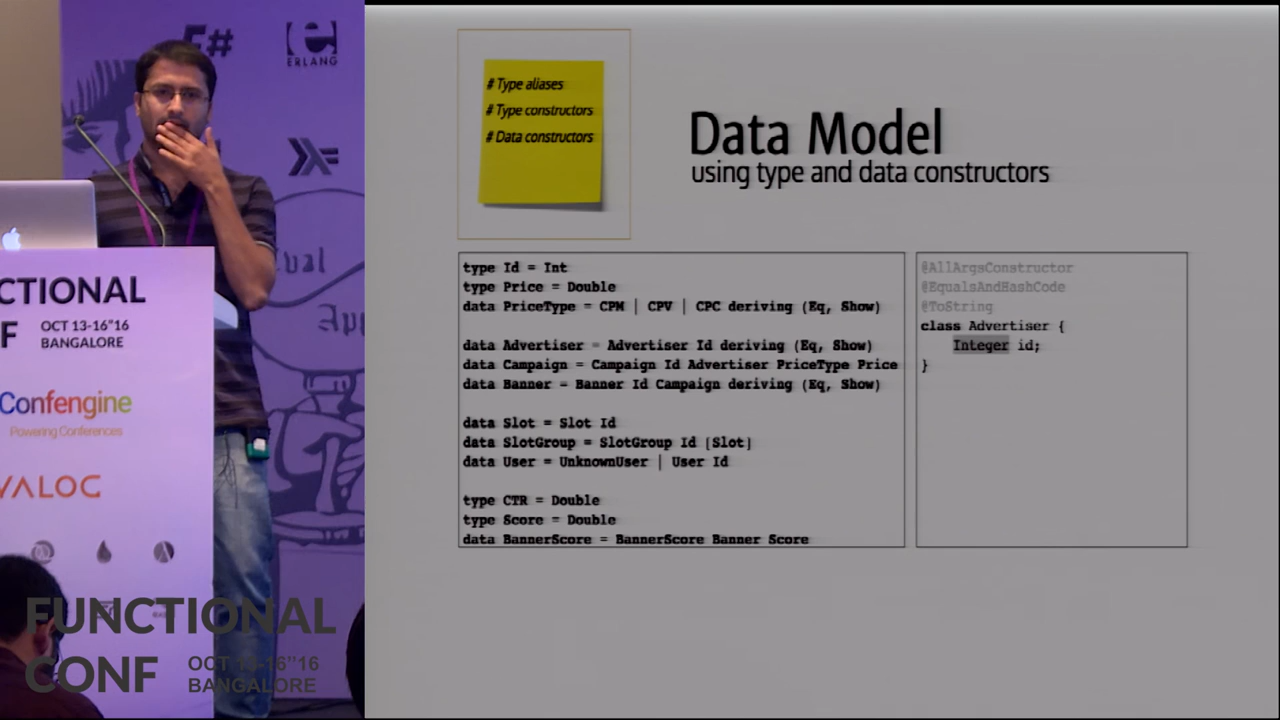 F#
ERLANG
CTIONAL
F OCT 13-16"16
BANGALORE
Confengine
Powering Conferences
VALOC
FUNCTIONAL
CONF OCT 13-16"16
BANGALORE
# Type aliases
# Type constructors
# Data constructors
Data Model
using type and data constructors
type Id = Int
type Price = Double
data PriceType = CPM | CPV | CPC deriving (Eq, Show)
data Advertiser = Advertiser Id deriving (Eq, Show)
data Campaign = Campaign Id Advertiser PriceType Price
data Banner = Banner Id Campaign deriving (Eq, Show)
data Slot = Slot Id
data SlotGroup = SlotGroup Id [Slot]
data User = UnknownUser | User Id
type CTR = Double
type Score = Double
data BannerScore = BannerScore Banner Score
@AllArgsConstructor
@EqualsAndHashCode
@ToString
class Advertiser {
Integer id;
}